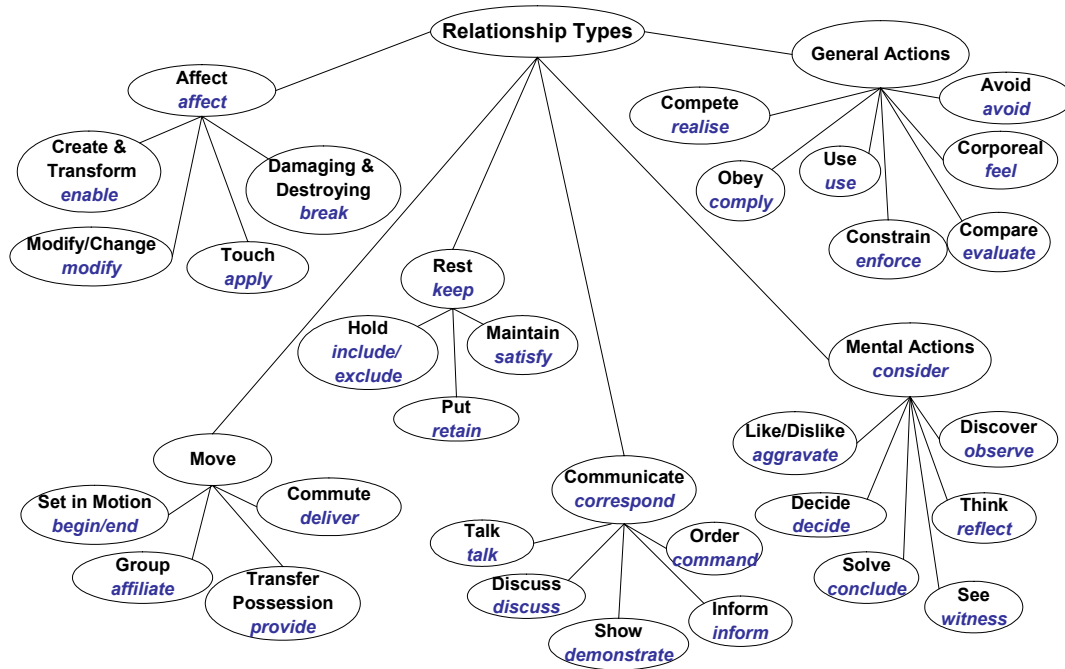 Relationship Types
General Actions
Affect
affect
Avoid
avoid
Compete
realise
Create &
Transform
enable
Damaging &
Destroying
break
Use
use
Corporeal
feel
Obey
comply
Modify/Change
modify
Touch
apply
Constrain
enforce
Compare
evaluate
Rest
keep
Hold
include/
exclude
Maintain
satisfy
Mental Actions
consider
Put
retain
Like/Dislike
aggravate
Discover
observe
Move
Communicate
correspond
Set in Motion
begin/end
Commute
deliver
Decide
decide
Think
reflect
Talk
talk
Order
command
Group
affiliate
Transfer
Possession
provide
Discuss
discuss
Solve
conclude
See
witness
Inform
inform
Show
demonstrate